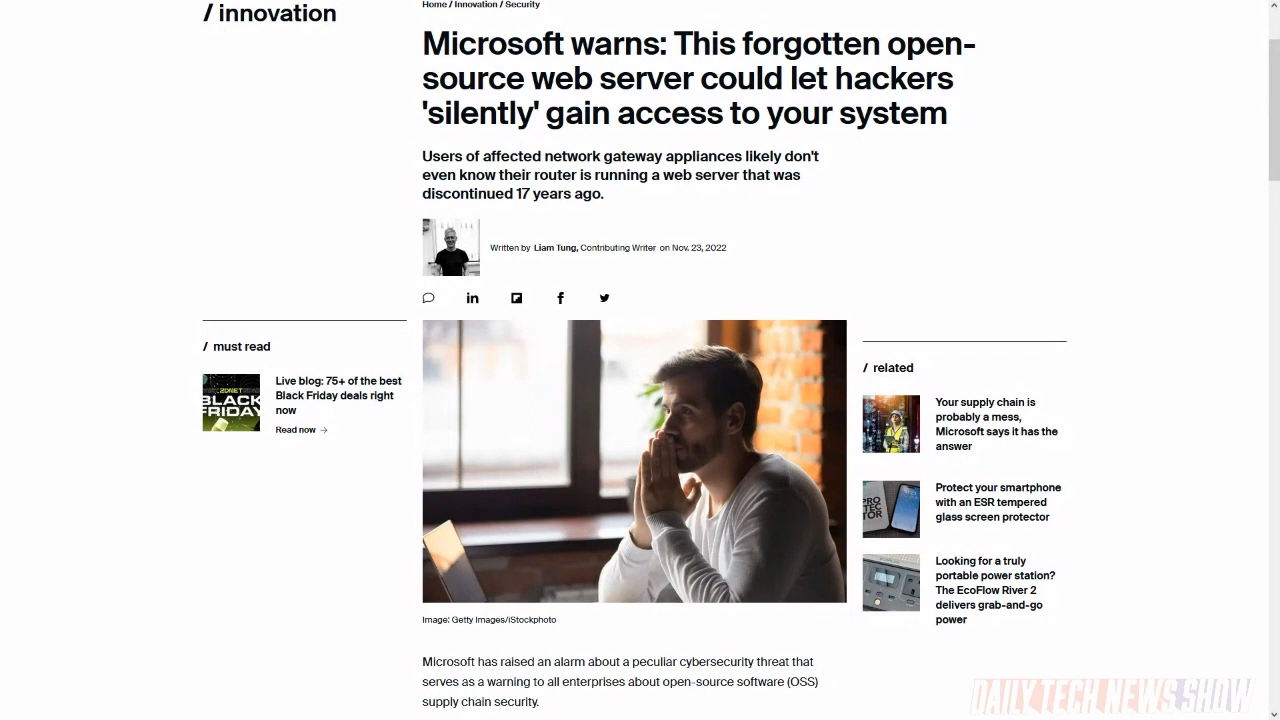 / innovation
Home / Innovation / Security
Microsoft warns: This forgotten open-
source web server could let hackers
'silently' gain access to your system
Users of affected network gateway appliances likely don't
even know their router is running a web server that was
discontinued 17 years ago.
Written by Liam Tung, Contributing Writer on Nov. 23, 2022
/ must read
ZDNET
BLACK
FRIDAY
Live blog: 75+ of the best
Black Friday deals right
now
Read now →
Image: Getty Images/iStockphoto
Microsoft has raised an alarm about a peculiar cybersecurity threat that
serves as a warning to all enterprises about open-source software (OSS)
supply chain security.
/ related
Your supply chain is
probably a mess,
Microsoft says it has the
answer
PRO
TEC
TOR
Protect your smartphone
with an ESR tempered
glass screen protector
Looking for a truly
portable power station?
The EcoFlow River 2
delivers grab-and-go
power
DAILY TECH NEWS SHOW